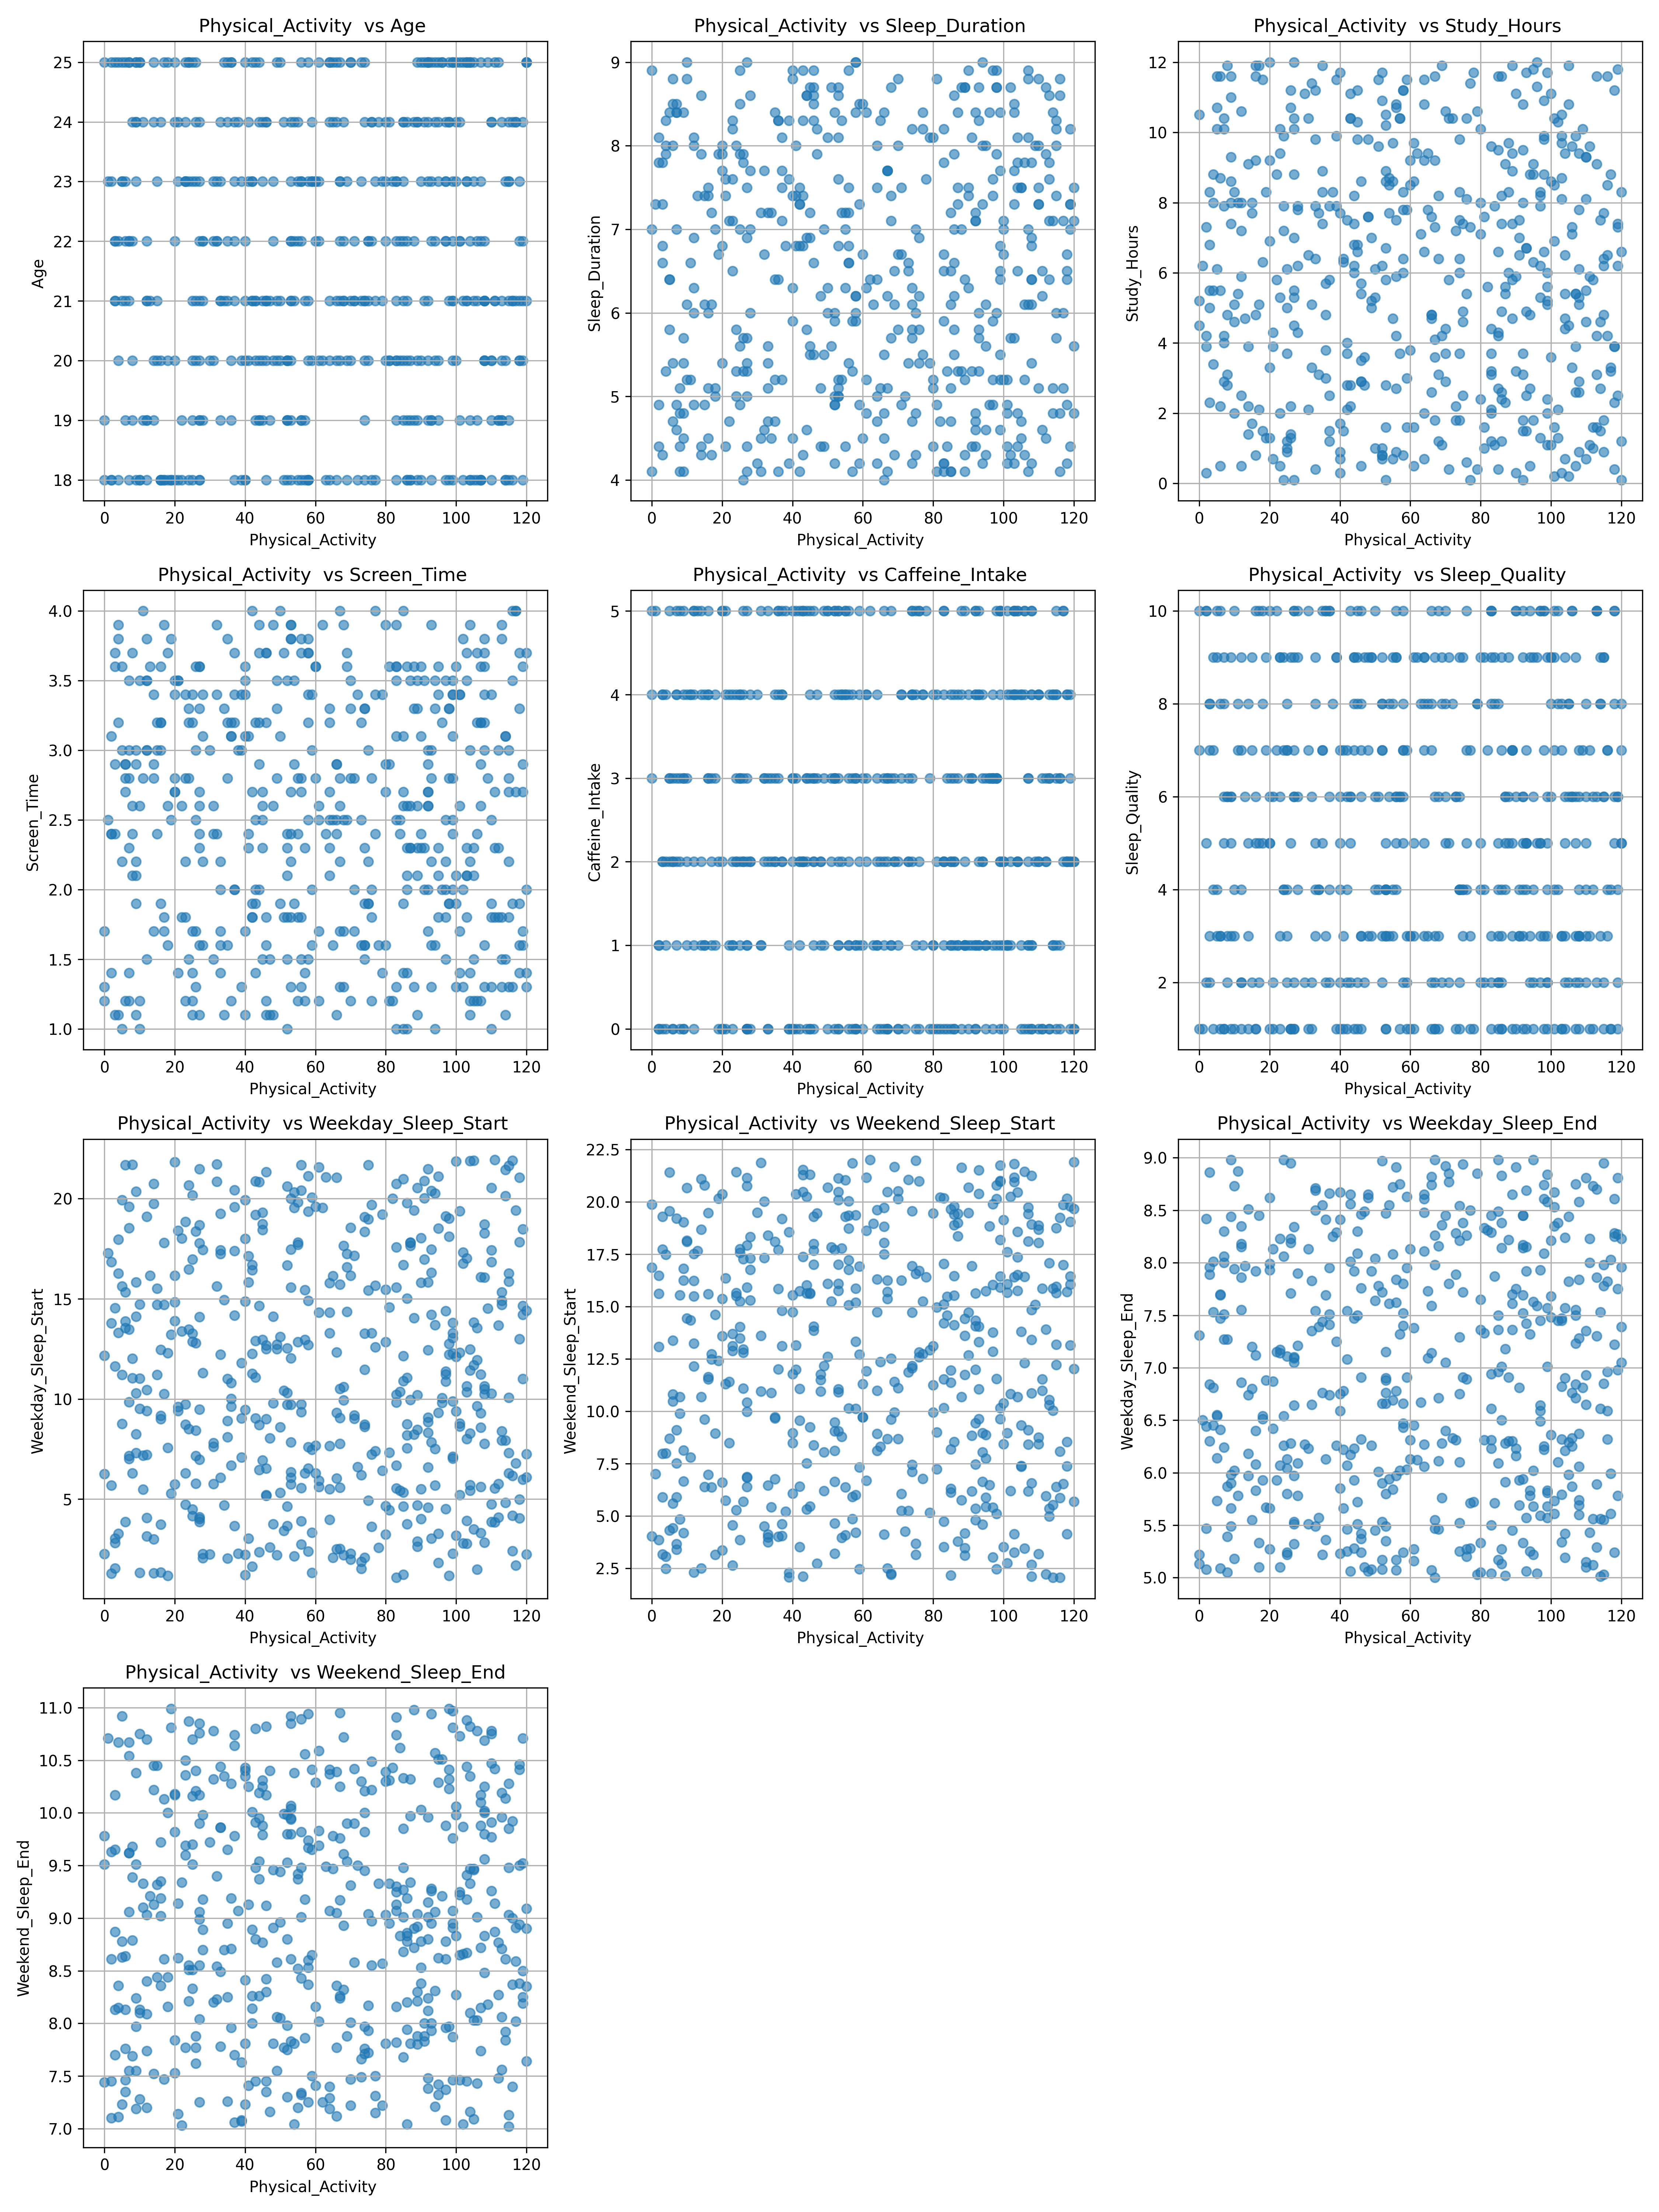 Physical_Activity  vs Age
25
24
23
22
21
20
19
18
Age
0 20 40 60 80 100 120
Physical_Activity
Physical_Activity  vs Sleep_Duration
9
8
7
6
5
4
Sleep_Duration
0 20 40 60 80 100 120
Physical_Activity
Physical_Activity  vs Study_Hours
12
10
8
6
4
2
0
Study_Hours
0 20 40 60 80 100 120
Physical_Activity
Physical_Activity  vs Screen_Time
4.0
3.5
3.0
2.5
2.0
1.5
1.0
Screen_Time
0 20 40 60 80 100 120
Physical_Activity
Physical_Activity  vs Caffeine_Intake
5
4
3
2
1
0
Caffeine_Intake
0 20 40 60 80 100 120
Physical_Activity
Physical_Activity  vs Sleep_Quality
10
8
6
4
2
Sleep_Quality
0 20 40 60 80 100 120
Physical_Activity
Physical_Activity  vs Weekday_Sleep_Start
20
15
10
5
Weekday_Sleep_Start
0 20 40 60 80 100 120
Physical_Activity
Physical_Activity  vs Weekend_Sleep_Start
22.5
20.0
17.5
15.0
12.5
10.0
7.5
5.0
2.5
Weekend_Sleep_Start
0 20 40 60 80 100 120
Physical_Activity
Physical_Activity  vs Weekday_Sleep_End
9.0
8.5
8.0
7.5
7.0
6.5
6.0
5.5
5.0
Weekday_Sleep_End
0 20 40 60 80 100 120
Physical_Activity
Physical_Activity  vs Weekend_Sleep_End
11.0
10.5
10.0
9.5
9.0
8.5
8.0
7.5
7.0
Weekend_Sleep_End
0 20 40 60 80 100 120
Physical_Activity